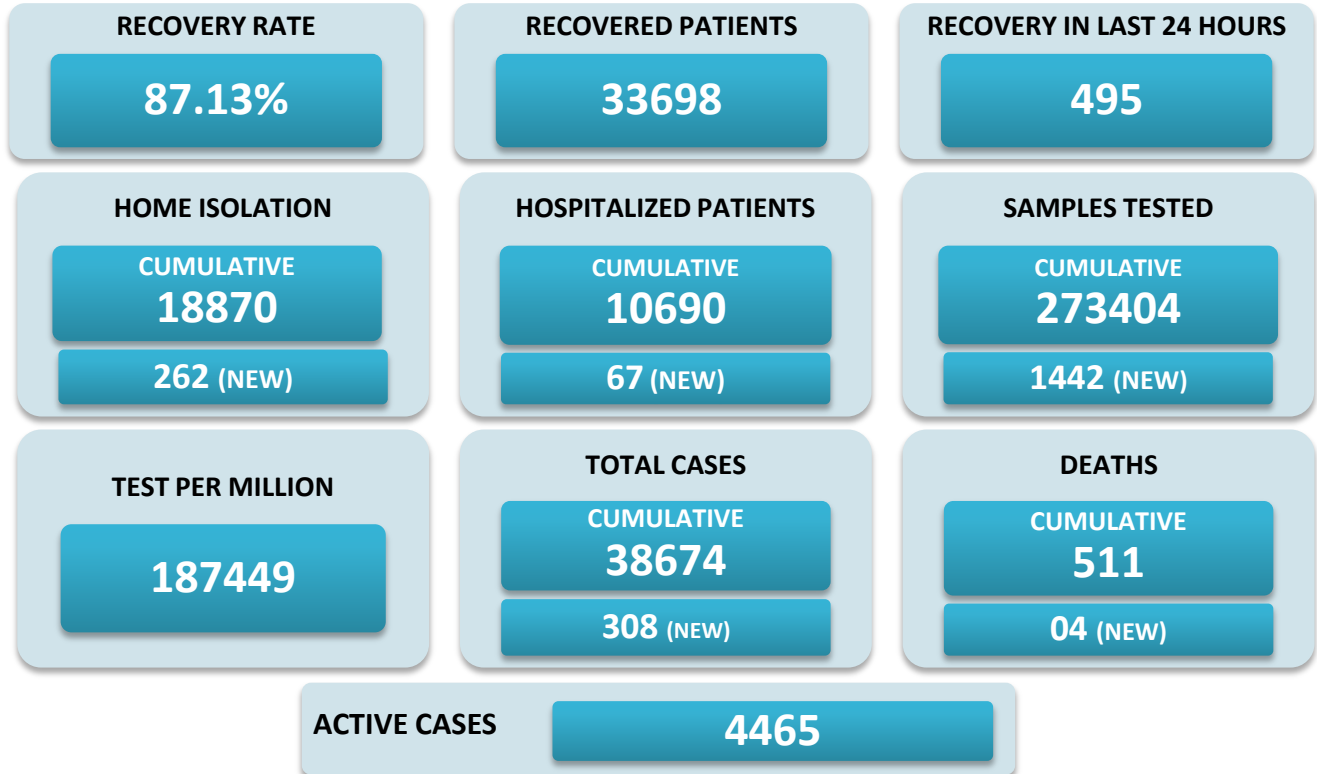 RECOVERY RATE
87.13%
RECOVERED PATIENTS
33698
RECOVERY IN LAST 24 HOURS
495
HOME ISOLATION
CUMULATIVE
18870
262 (NEW)
HOSPITALIZED PATIENTS
CUMULATIVE
10690
67 (NEW)
SAMPLES TESTED
CUMULATIVE
273404
1442 (NEW)
TEST PER MILLION
187449
TOTAL CASES
CUMULATIVE
38674
308 (NEW)
DEATHS
CUMULATIVE
511
04 (NEW)
ACTIVE CASES
4465